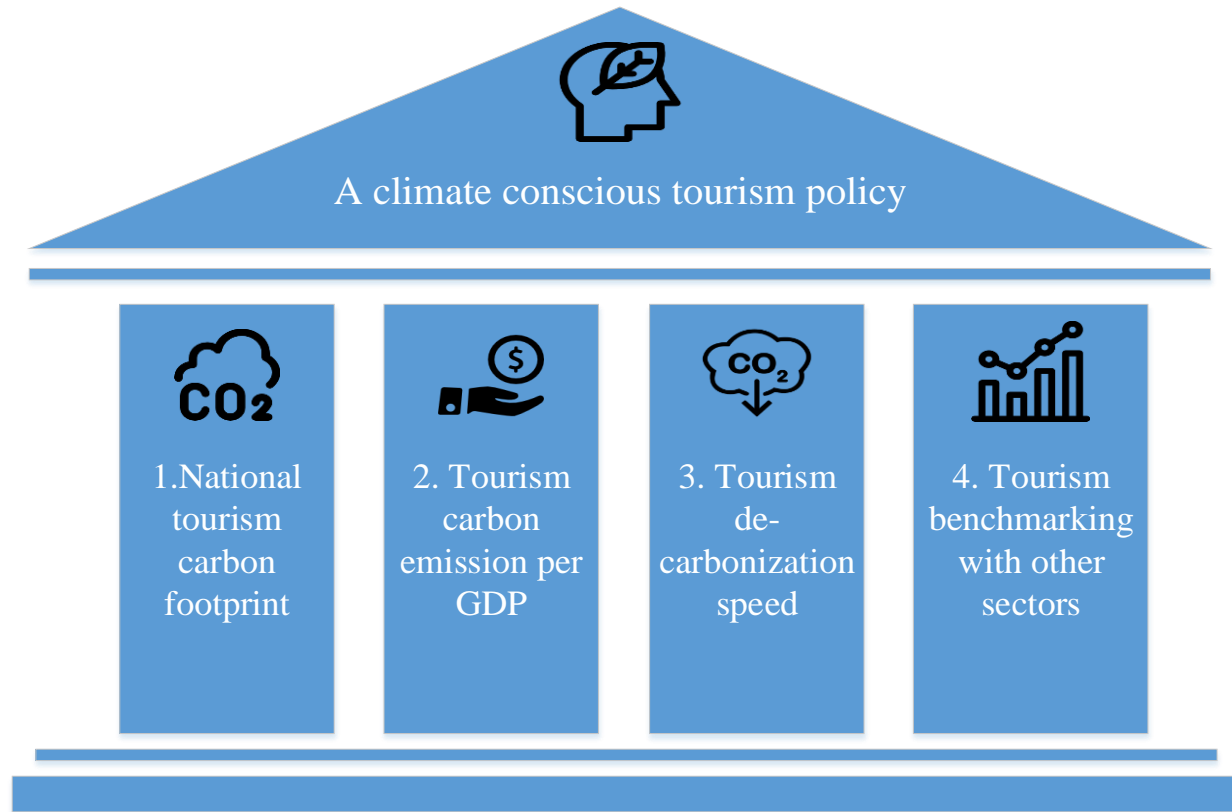 A climate conscious tourism policy
CO2
$
CO2
1.National
tourism
carbon
footprint
2. Tourism
carbon
emission per
GDP
3. Tourism
de-
carbonization
speed
4. Tourism
benchmarking
with other
sectors